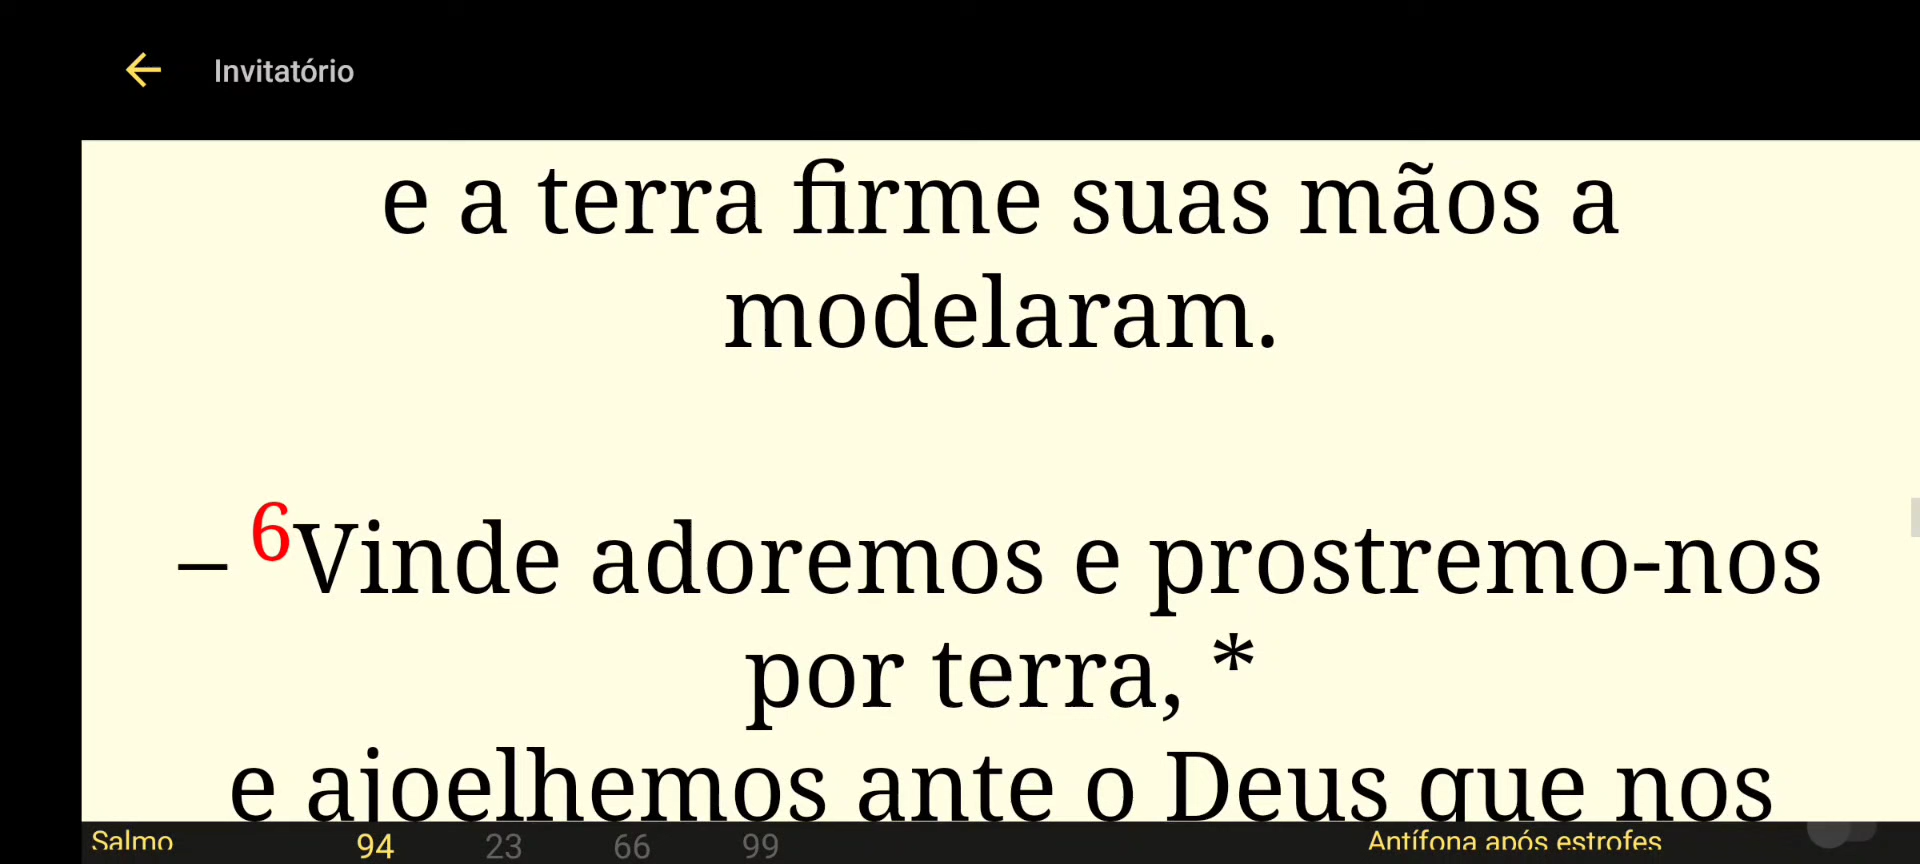 Invitatório
e a terra firme suas mãos a
modelaram.
– 6Vinde adoremos e prostremo-nos
por terra, *
e ajoelhemos ante o Deus que nos
Salmo 94 23 66 99 Antífona após estrofes